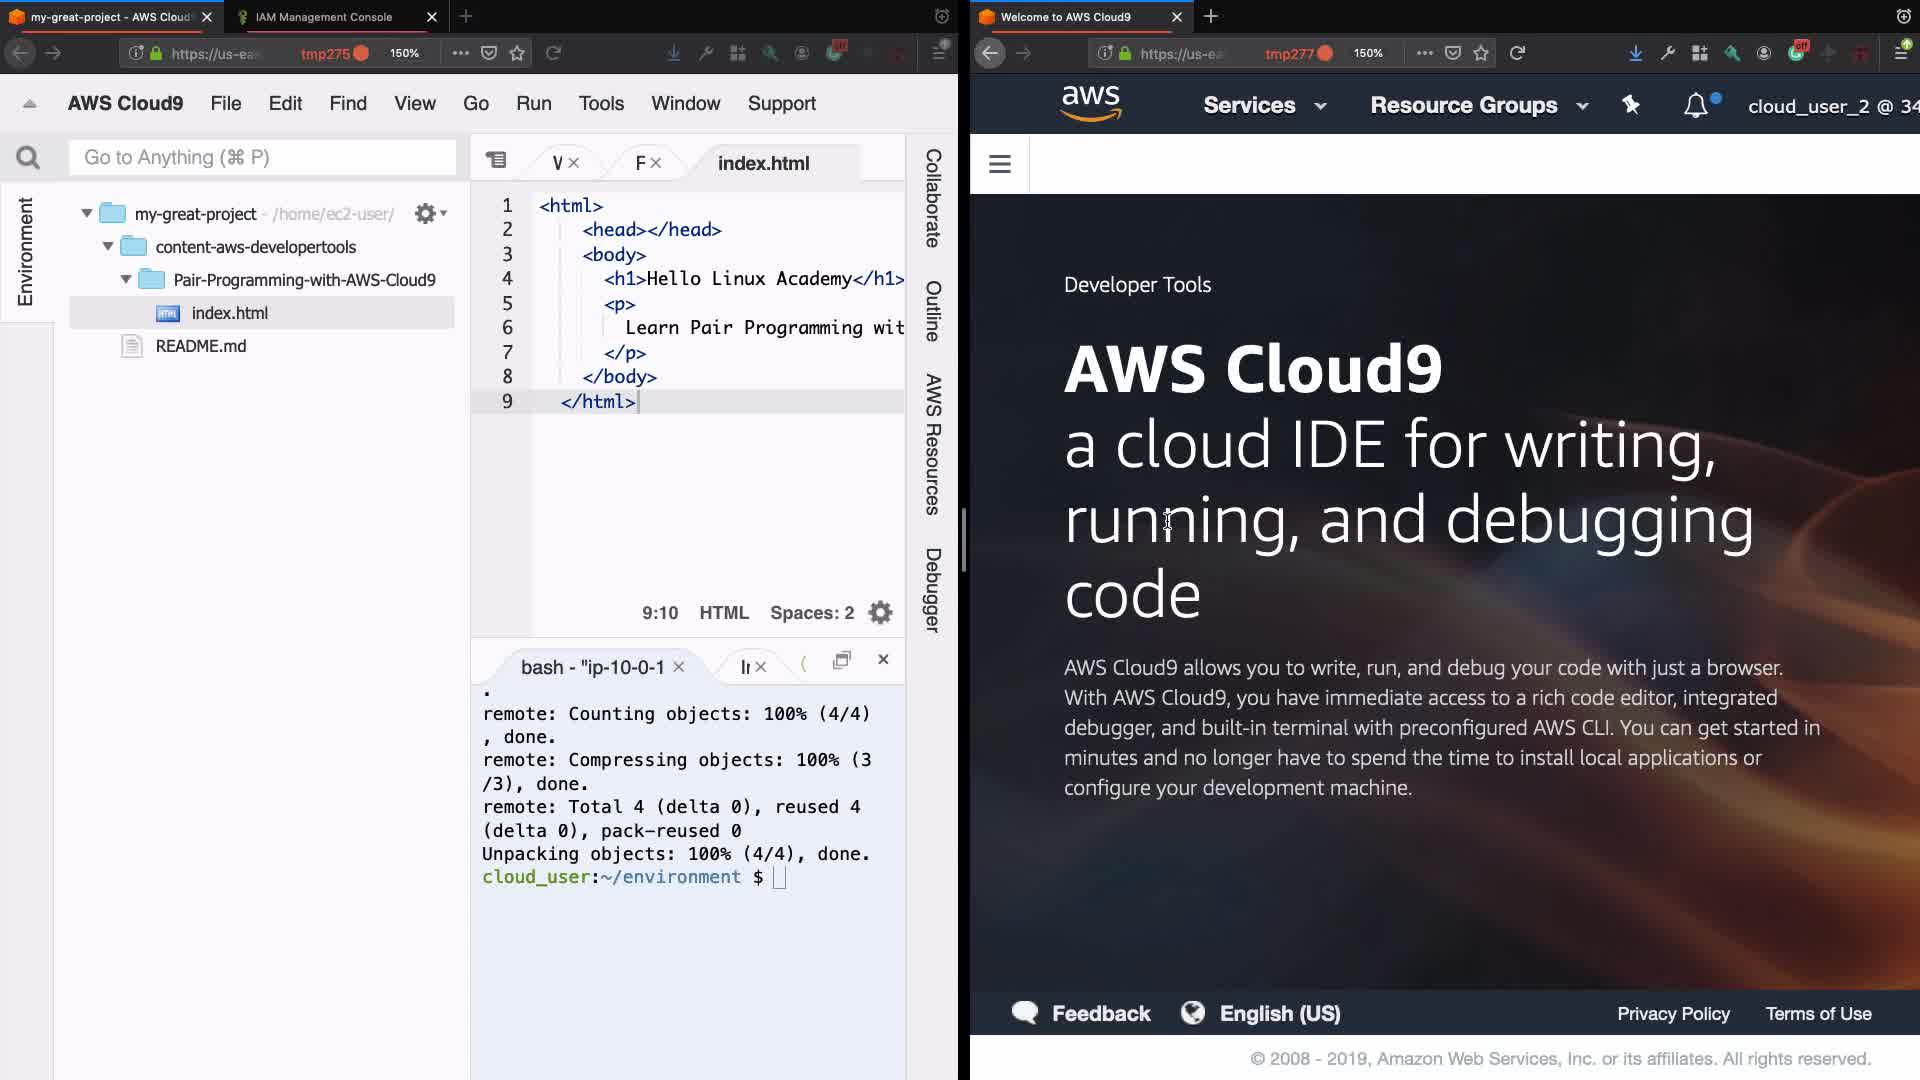 my-great-project - AWS Cloud9
IAM Management Console
https://us-ea
tmp275
150%
AWS Cloud9
File
Edit
Find
View
Go
Run
Tools
Window
Support
Go to Anything (⌘ P)
Environment
my-great-project - /home/ec2-user/
content-aws-developertools
Pair-Programming-with-AWS-Cloud9
index.html
README.md
V
F
index.html
1 <html>
2 <head></head>
3 <body>
4 <h1>Hello Linux Academy</h1>
5 <p>
6 Learn Pair Programming wit
7 </p>
8 </body>
9 </html>
9:10 HTML Spaces: 2
Collaborate
Outline
AWS Resources
Debugger
bash - "ip-10-0-1
.
remote: Counting objects: 100% (4/4)
, done.
remote: Compressing objects: 100% (3
/3), done.
remote: Total 4 (delta 0), reused 4
(delta 0), pack-reused 0
Unpacking objects: 100% (4/4), done.
cloud_user:~/environment $
Welcome to AWS Cloud9
https://us-ea
tmp277
150%
off
aws
Services
Resource Groups
cloud_user_2 @ 34
Developer Tools
AWS Cloud9
a cloud IDE for writing,
running, and debugging
code
AWS Cloud9 allows you to write, run, and debug your code with just a browser.
With AWS Cloud9, you have immediate access to a rich code editor, integrated
debugger, and built-in terminal with preconfigured AWS CLI. You can get started in
minutes and no longer have to spend the time to install local applications or
configure your development machine.
Feedback
English (US)
Privacy Policy
Terms of Use
© 2008 - 2019, Amazon Web Services, Inc. or its affiliates. All rights reserved.